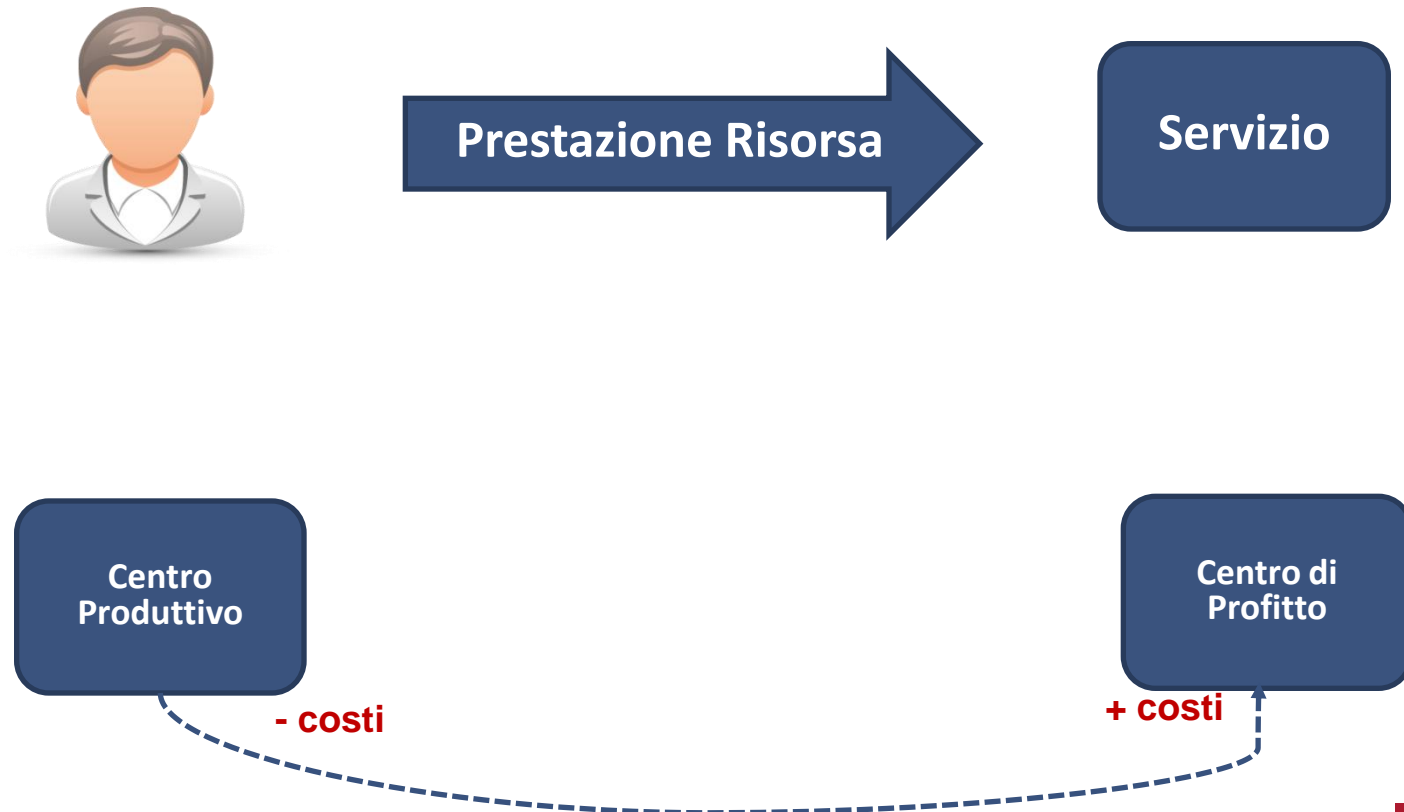 Prestazione Risorsa
Servizio
Centro
Produttivo
Centro di
Profitto
- costi
+ costi